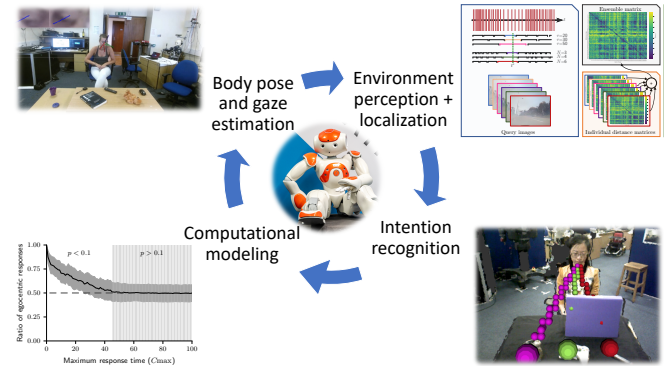 Body pose
and gaze
estimation
Environment
perception +
localization
Query images
Ensemble matrix
Individual distance matrices
Intention
recognition
Computational
modeling
Ratio of egocentric responses
1.00
0.75
0.50
0.25
0.00
p < 0.1
p > 0.1
0
20
40
60
80
100
Maximum response time (Cmax)